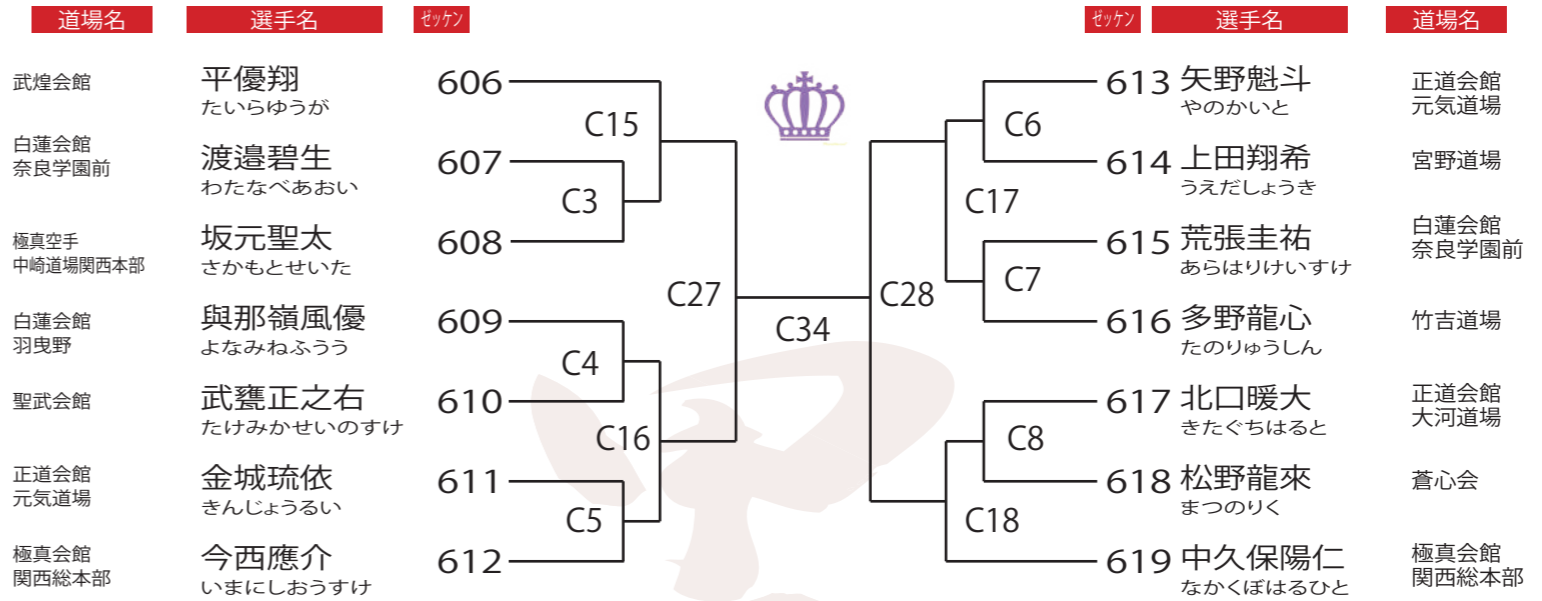 道場名 選手名 ゼッケン ゼッケン 選手名 道場名
武煌会館
平優翔
たいらゆうが
606
C15
白蓮会館
奈良学園前
渡邉碧生
わたなべあおい
607
C3
極真空手
中崎道場関西本部
坂元聖太
さかもとせいた
608
C27
白蓮会館
羽曳野
與那嶺風優
よなみねふうう
609
C4
聖武会館
武甕正之右
たけみかせいのすけ
610
C16
正道会館
元気道場
金城琉依
きんじょうるい
611
C5
極真会館
関西総本部
今西應介
いまにしおうすけ
612
C34
613
矢野魁斗
やのかいと
正道会館
元気道場
C6
614
上田翔希
うえだしょうき
宮野道場
C17
615
荒張圭祐
あらはりけいすけ
白蓮会館
奈良学園前
C7
616
多野龍心
たのりゅうしん
竹吉道場
C28
617
北口暖大
きたぐちはると
正道会館
大河道場
C8
618
松野龍來
まつのりく
蒼心会
C18
619
中久保陽仁
なかくぼはるひと
極真会館
関西総本部